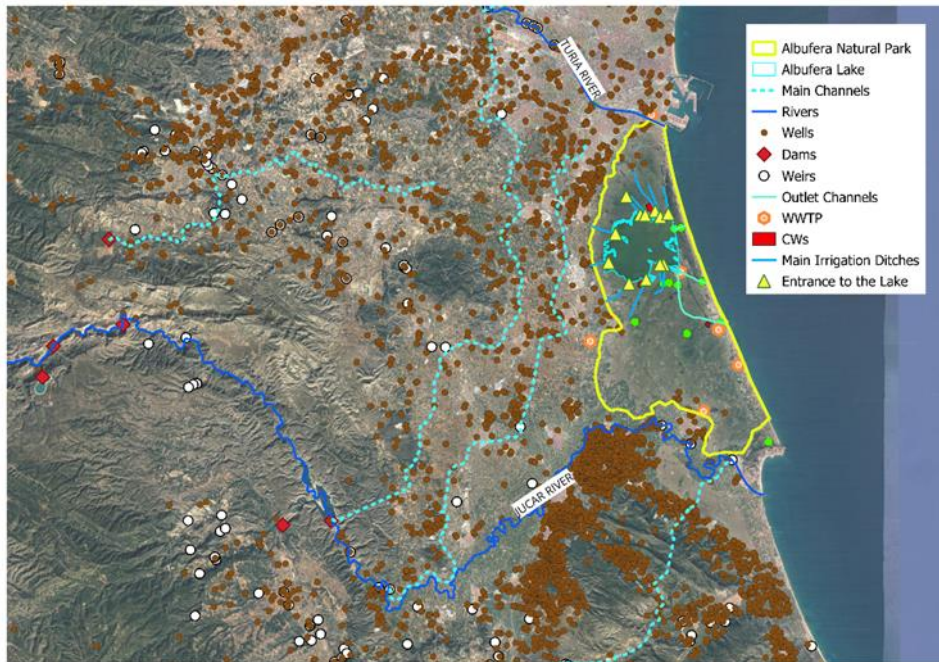 TURIA RIVER
Albufera Natural Park
Albufera Lake
Main Channels
Rivers
Wells
Dams
Weirs
Outlet Channels
WWTP
CWs
Main Irrigation Ditches
Entrance to the Lake
JUCAR RIVER